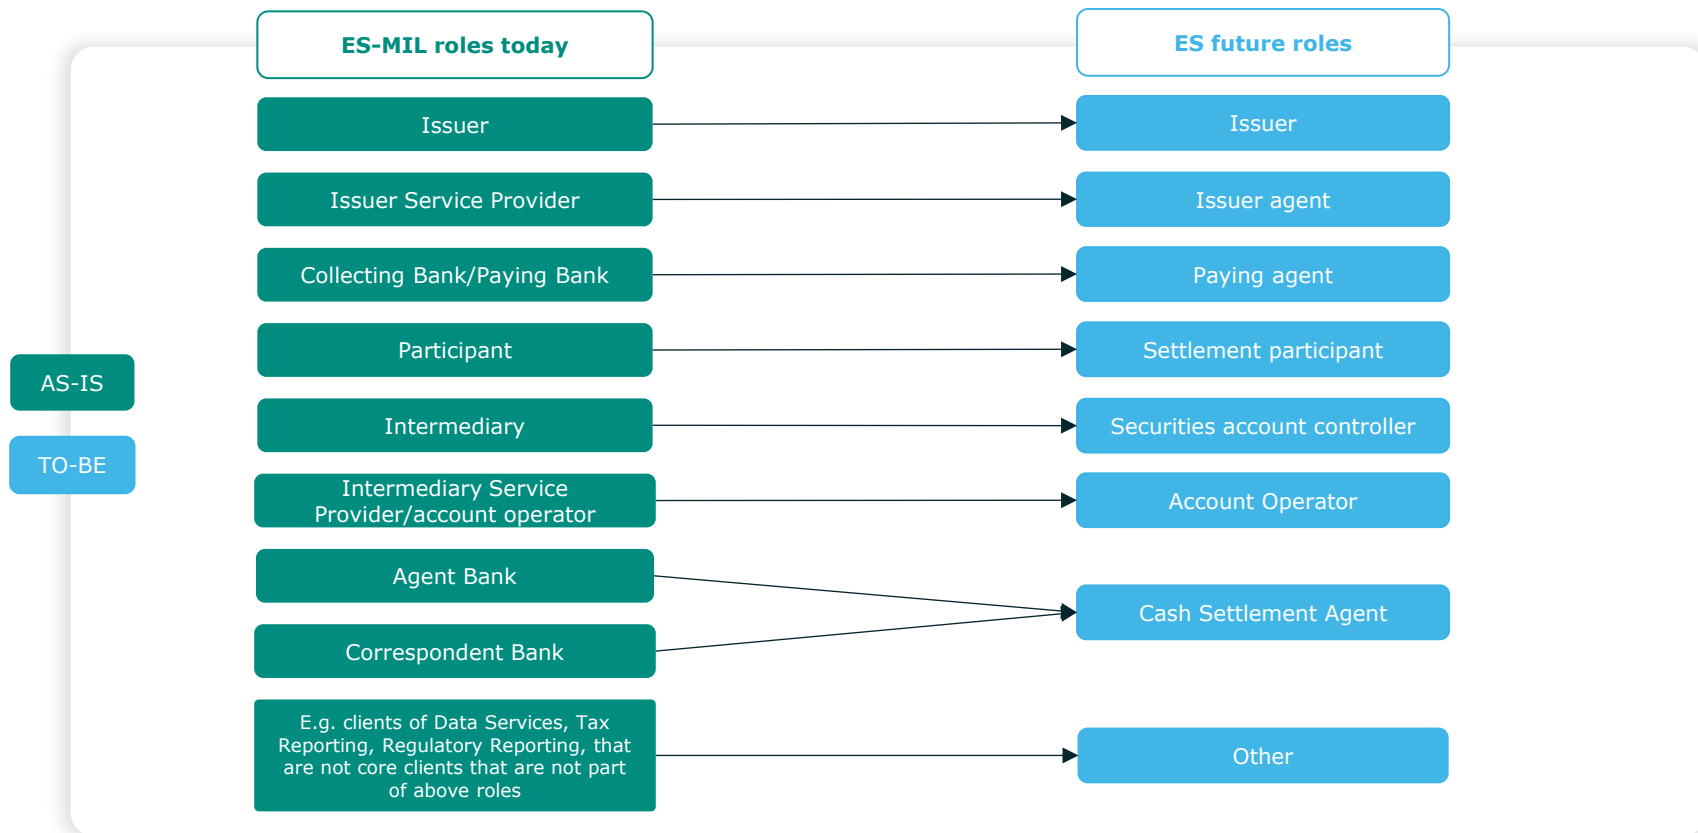 ES-MIL roles today
ES future roles
Issuer
Issuer
Issuer Service Provider
Issuer agent
Collecting Bank/Paying Bank
Paying agent
Participant
Settlement participant
AS-IS
Intermediary
Securities account controller
TO-BE
Intermediary Service
Provider/account operator
Account Operator
Agent Bank
Cash Settlement Agent
Correspondent Bank
E.g. clients of Data Services, Tax
Reporting, Regulatory Reporting, that
are not core clients that are not part
of above roles
Other